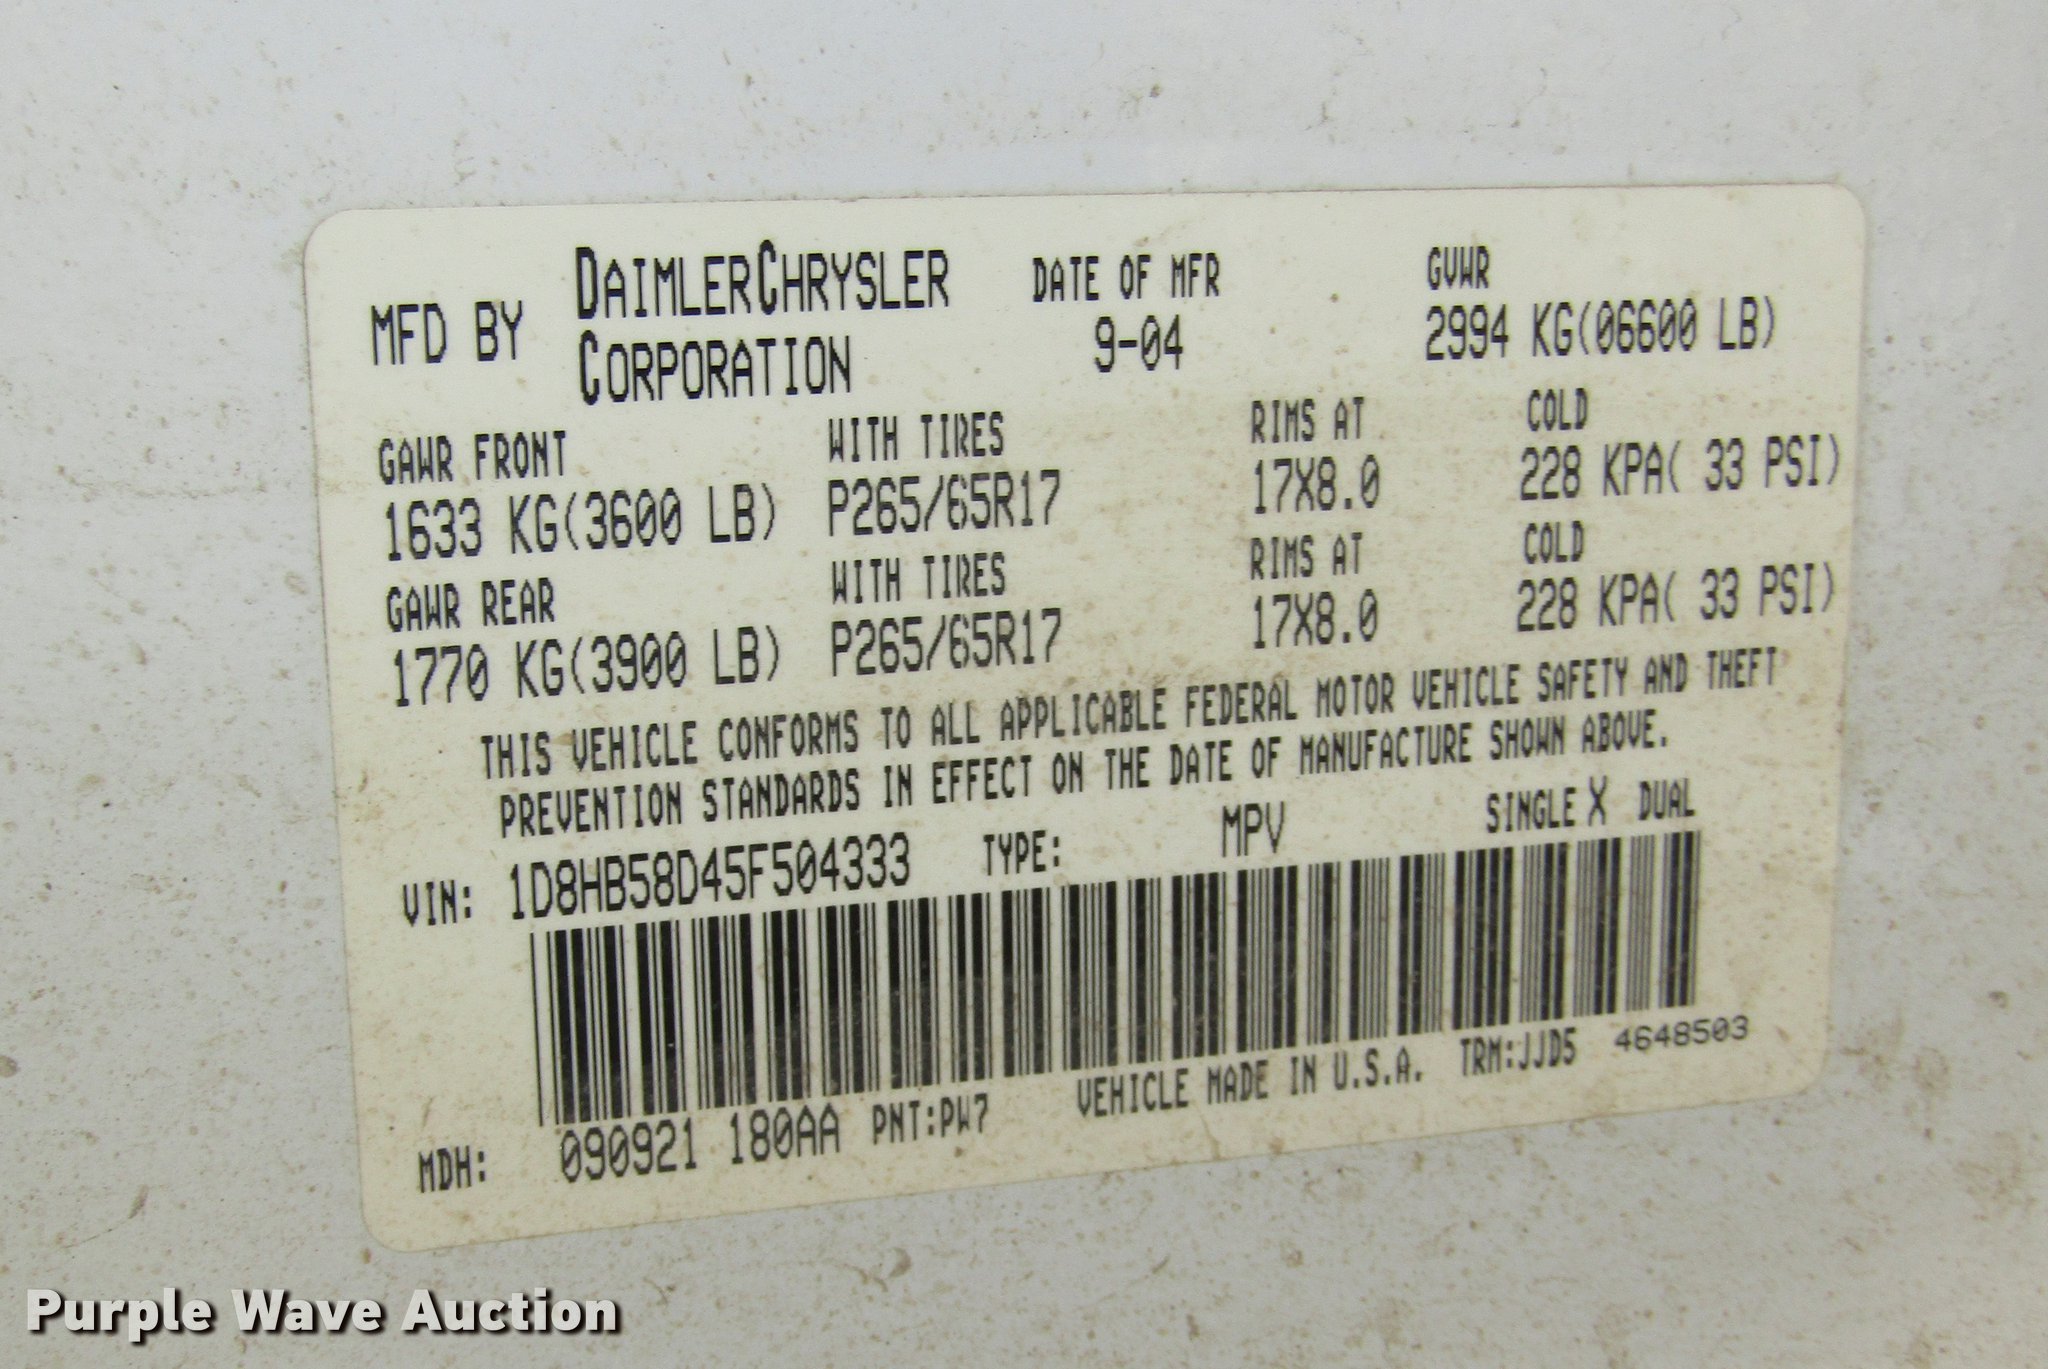 MFD BY DAIMLERCHRYSLER CORPORATION DATE OF MFR 9-04 GVWR 2994 KG(06600 LB)
GAWR FRONT WITH TIRES RIMS AT COLD
1633 KG(3600 LB) P265/65R17 17X8.0 228 KPA( 33 PSI)
GAWR REAR WITH TIRES RIMS AT COLD
1770 KG(3900 LB) P265/65R17 17X8.0 228 KPA( 33 PSI)
THIS VEHICLE CONFORMS TO ALL APPLICABLE FEDERAL MOTOR VEHICLE SAFETY AND THEFT
PREVENTION STANDARDS IN EFFECT ON THE DATE OF MANUFACTURE SHOWN ABOVE.
VIN: 1D8HB58D45F504333 TYPE: MPV SINGLE X DUAL
MDH: 090921 180AA PNT:PW7 VEHICLE MADE IN U.S.A. TRM:JJD5 4648503
Purple Wave Auction